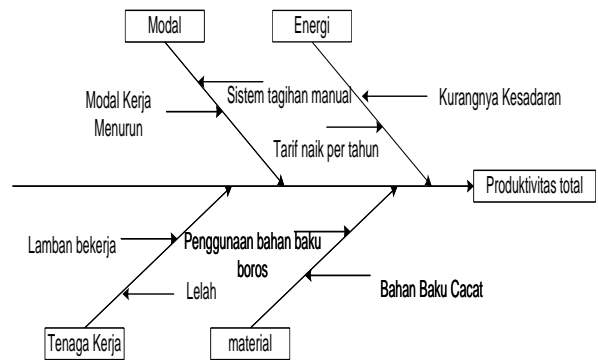 Modal
Energi
Sistem tagihan manual
Kurangnya Kesadaran
Modal Kerja
Menurun
Tarif naik per tahun
Produktivitas total
Lamban bekerja
Penggunaan bahan baku
boros
Lelah
Bahan Baku Cacat
Tenaga Kerja
material